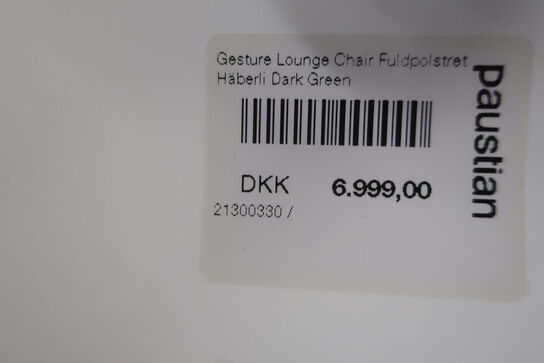 Gesture Lounge Chair Fuldpolstret
Häberli Dark Green
DKK 6.999,00
21300330 /
paustian